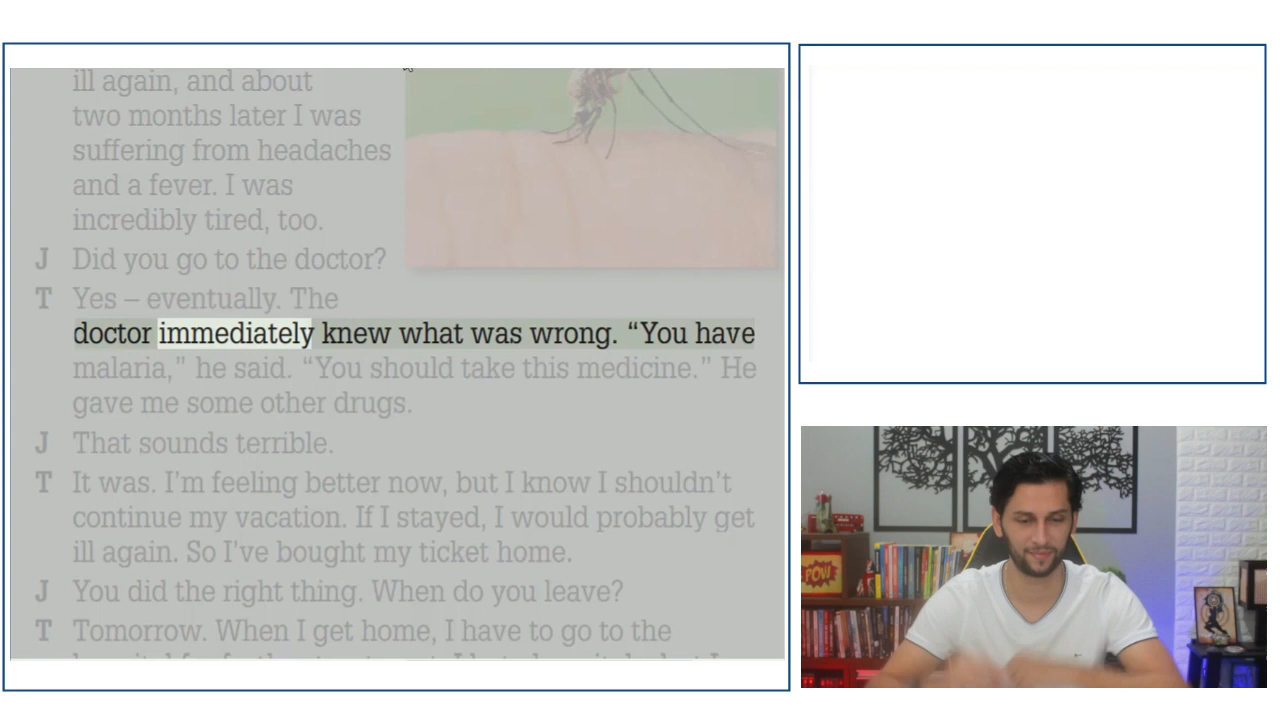 ill again, and about
two months later I was
suffering from headaches
and a fever. I was
incredibly tired, too.
J Did you go to the doctor?
T Yes – eventually. The
doctor immediately knew what was wrong. “You have
malaria,” he said. “You should take this medicine.” He
gave me some other drugs.
J That sounds terrible.
T It was. I’m feeling better now, but I know I shouldn’t
continue my vacation. If I stayed, I would probably get
ill again. So I’ve bought my ticket home.
J You did the right thing. When do you leave?
T Tomorrow. When I get home, I have to go to the
POW